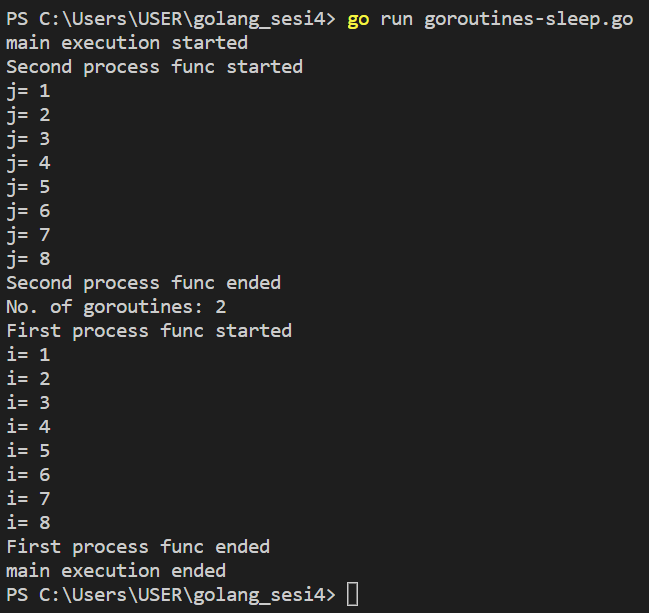 PS C:\Users\USER\golang_sesi4> go run goroutines-sleep.go
main execution started
Second process func started
j= 1
j= 2
j= 3
j= 4
j= 5
j= 6
j= 7
j= 8
Second process func ended
No. of goroutines: 2
First process func started
i= 1
i= 2
i= 3
i= 4
i= 5
i= 6
i= 7
i= 8
First process func ended
main execution ended
PS C:\Users\USER\golang_sesi4>